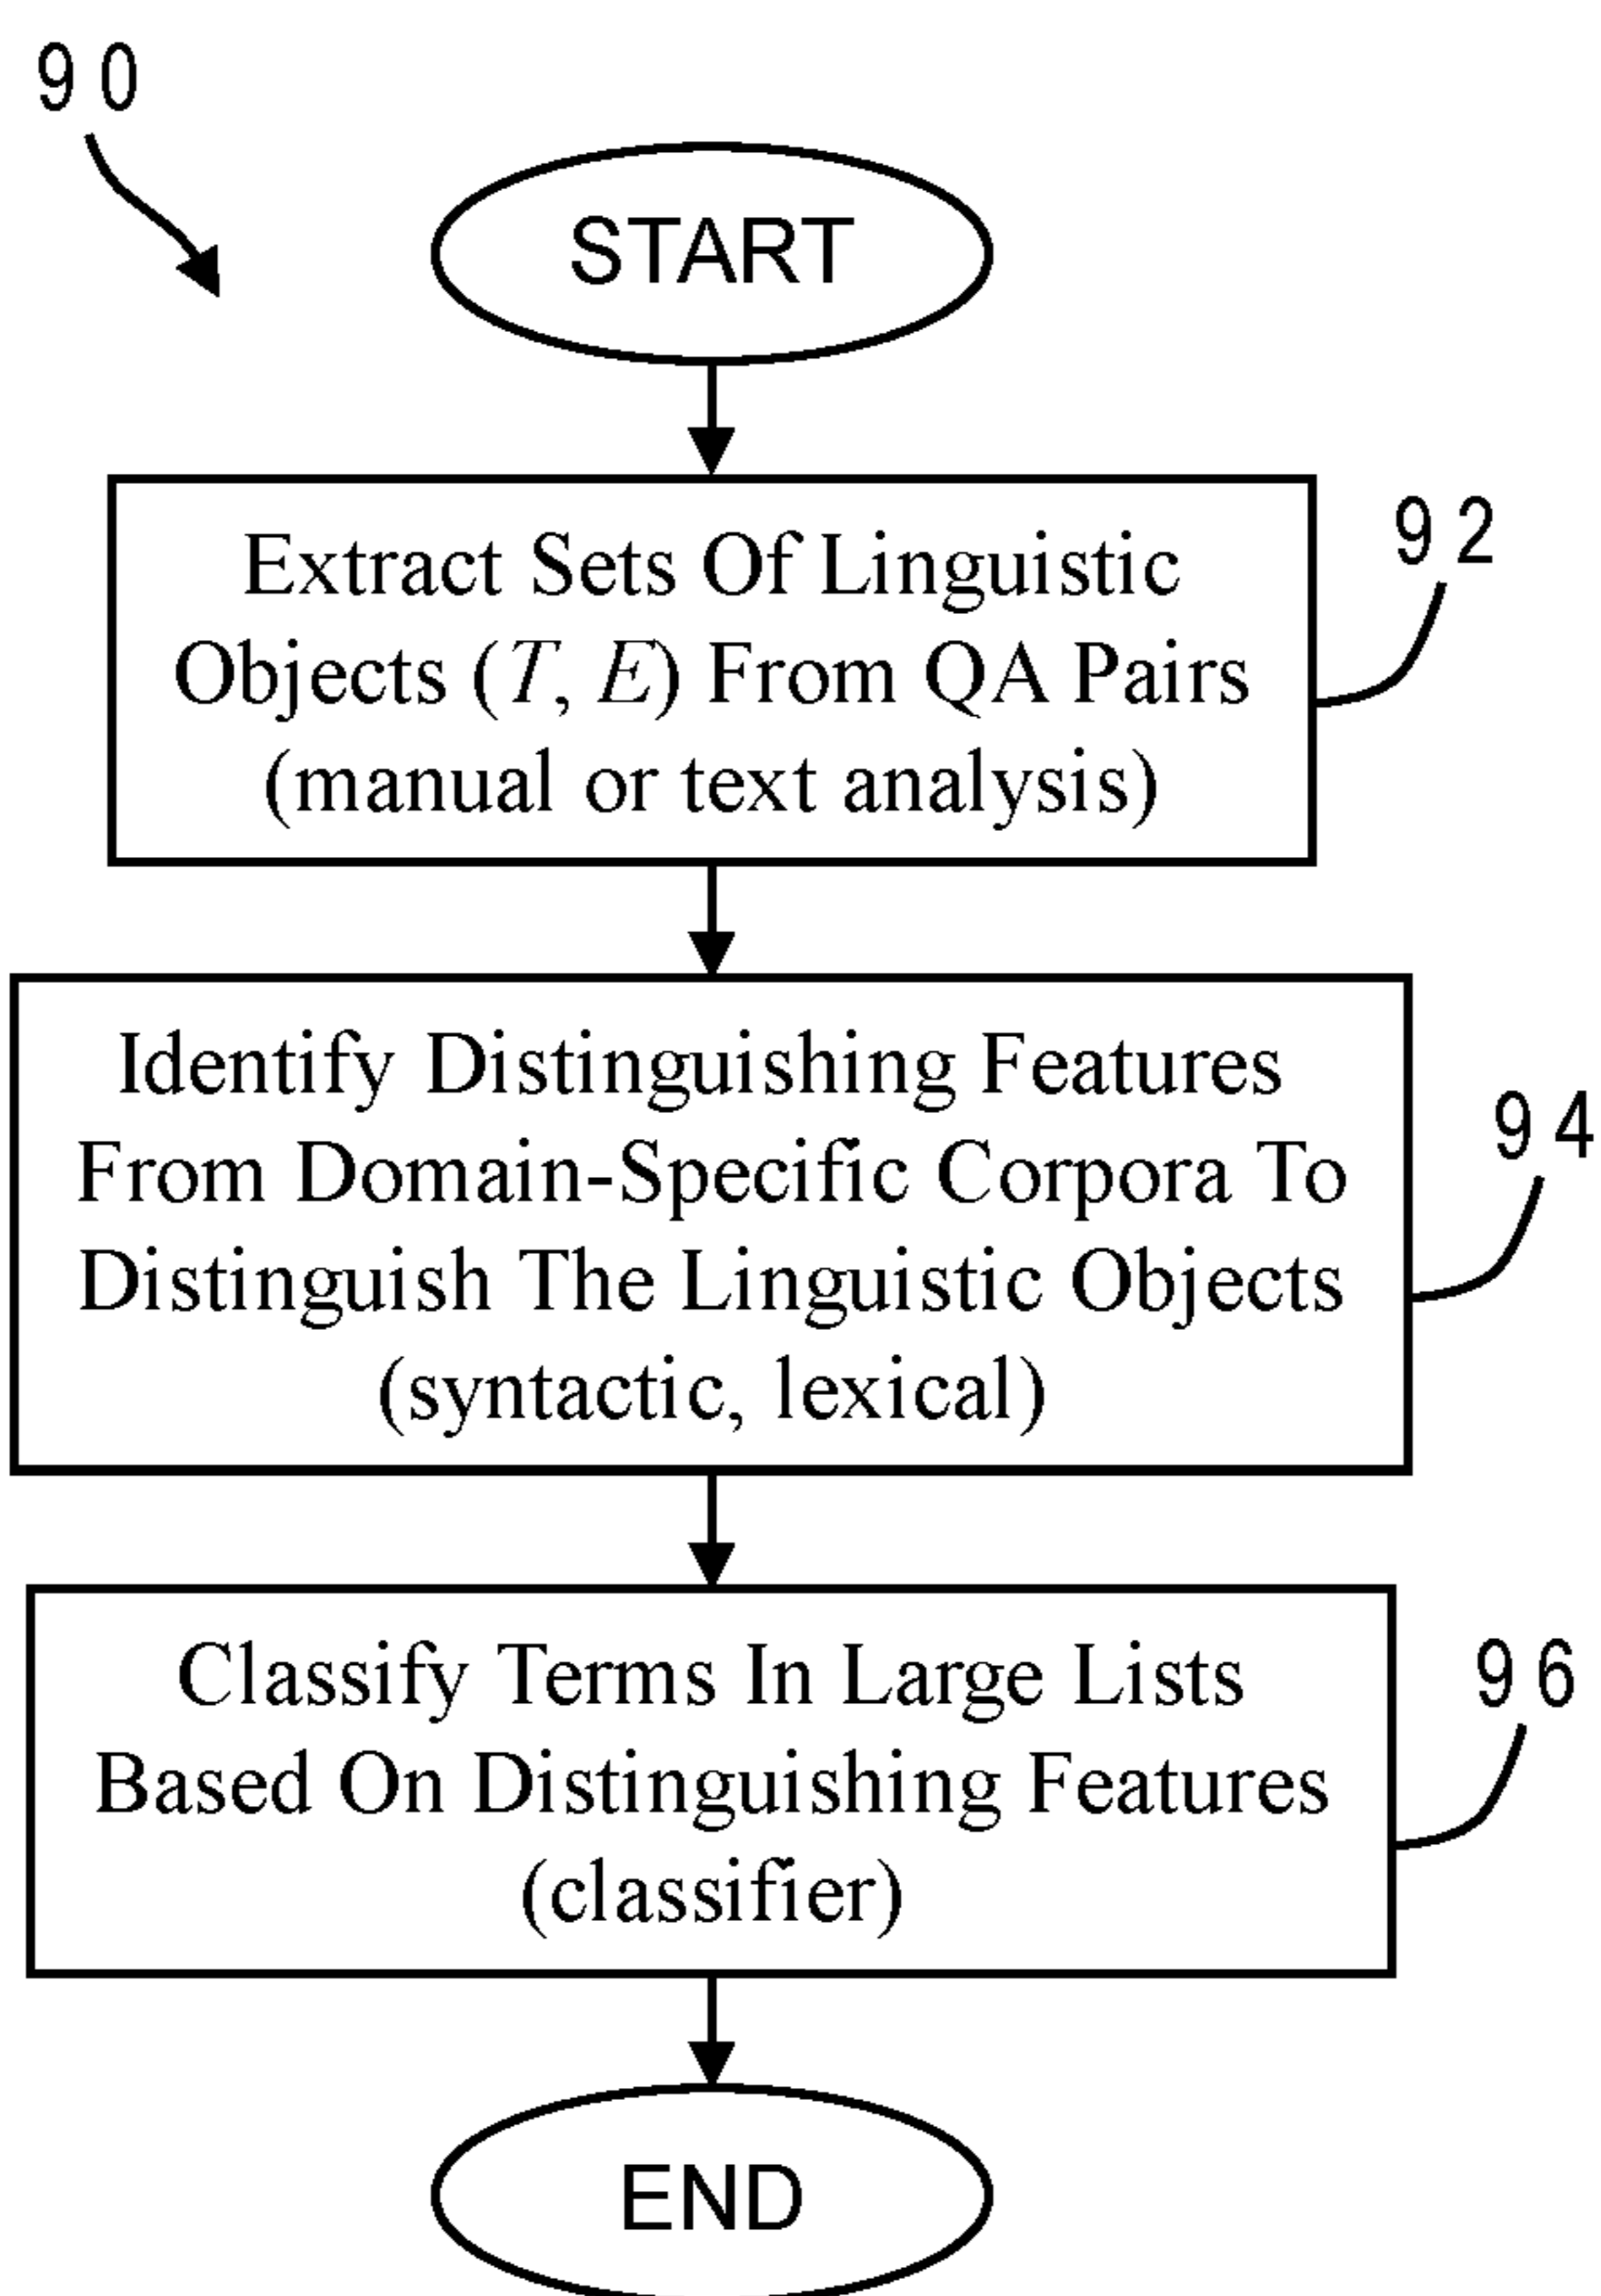 90
START
Extract Sets Of Linguistic
Objects (T, E) From QA Pairs
(manual or text analysis)
92
Identify Distinguishing Features
From Domain-Specific Corpora To
Distinguish The Linguistic Objects
(syntactic, lexical)
94
Classify Terms In Large Lists
Based On Distinguishing Features
(classifier)
96
END